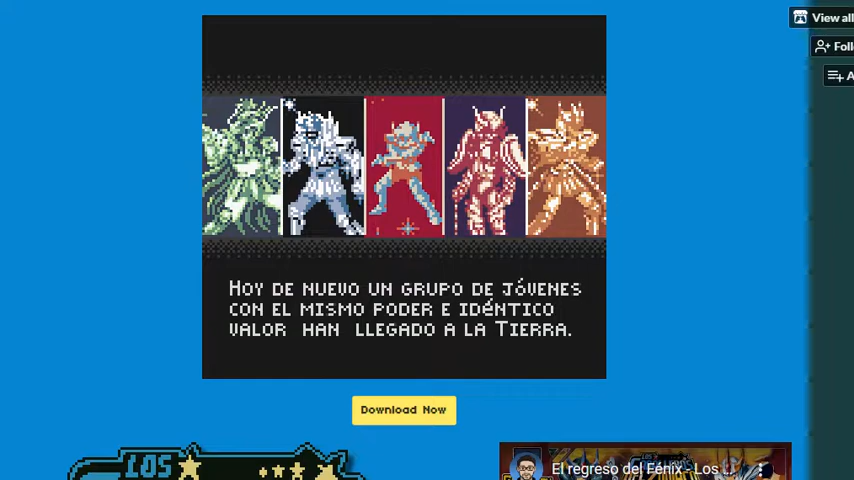 View all
Foll
A
Hoy de nuevo un grupo de jóvenes
con el mismo poder e idéntico
valor han llegado a la Tierra.
Download Now
LOS
El regreso del Fénix - Los ...